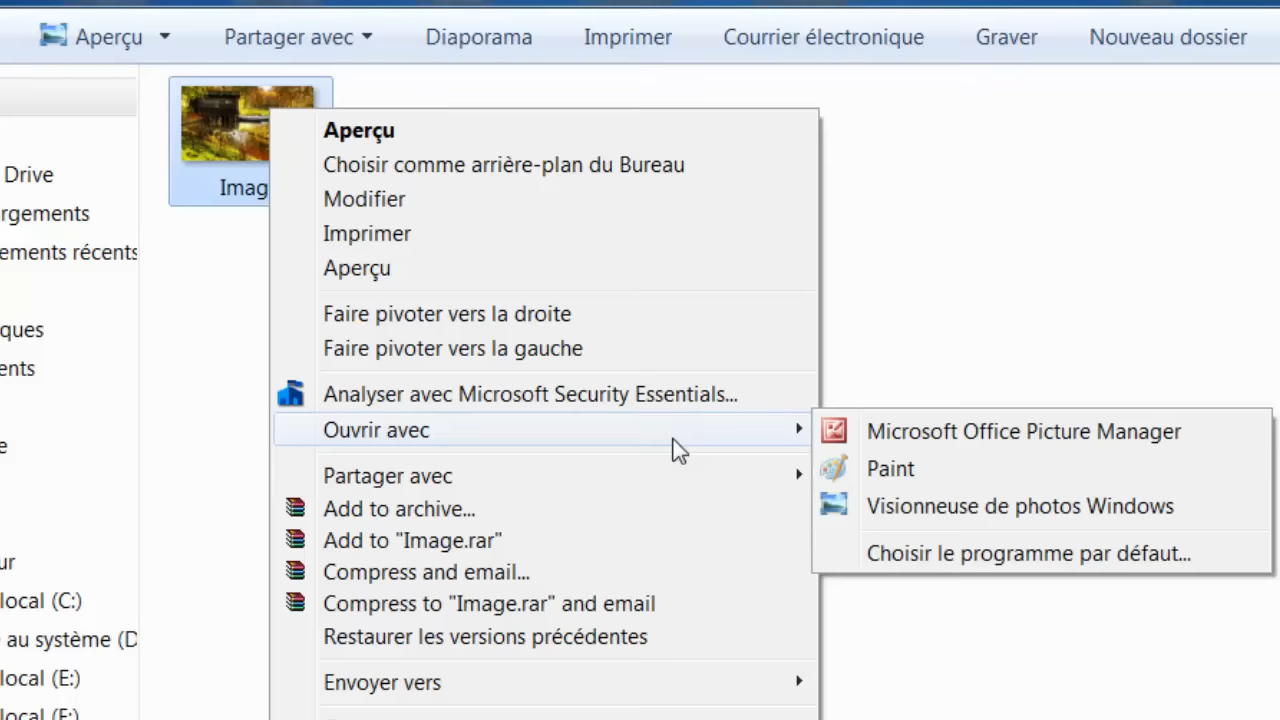 Aperçu
Partager avec
Diaporama
Imprimer
Courrier électronique
Graver
Nouveau dossier
Drive
rgements
ements récents
ques
ents
e
ur
local (C:)
au système (D
local (E:)
local (F:)
Imag
Aperçu
Choisir comme arrière-plan du Bureau
Modifier
Imprimer
Aperçu
Faire pivoter vers la droite
Faire pivoter vers la gauche
Analyser avec Microsoft Security Essentials...
Ouvrir avec
Partager avec
Add to archive...
Add to "Image.rar"
Compress and email...
Compress to "Image.rar" and email
Restaurer les versions précédentes
Envoyer vers
Microsoft Office Picture Manager
Paint
Visionneuse de photos Windows
Choisir le programme par défaut...